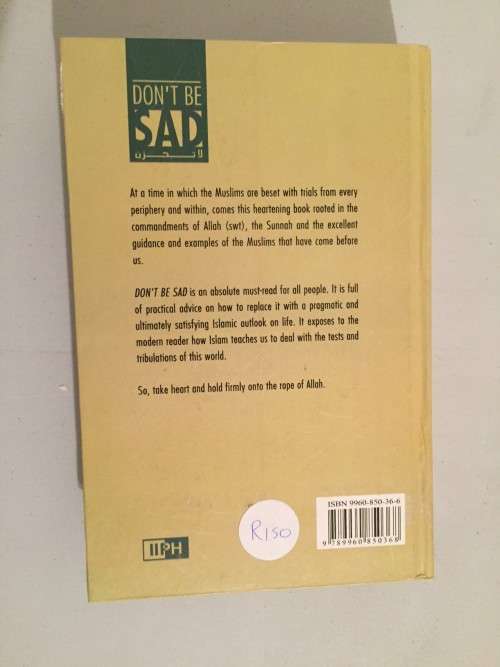 DON'T BE
SAD
لا تحزن
At a time in which the Muslims are beset with trials from every
periphery and within, comes this heartening book rooted in the
commandments of Allah (swt), the Sunnah and the excellent
guidance and examples of the Muslims that have come before
us.
DON'T BE SAD is an absolute must-read for all people. It is full
of practical advice on how to replace it with a pragmatic and
ultimately satisfying Islamic outlook on life. It exposes to the
modern reader how Islam teaches us to deal with the tests and
tribulations of this world.
So, take heart and hold firmly onto the rope of Allah.
ISBN 9960-850-36-6
9 789960 850368
R150
IIPH